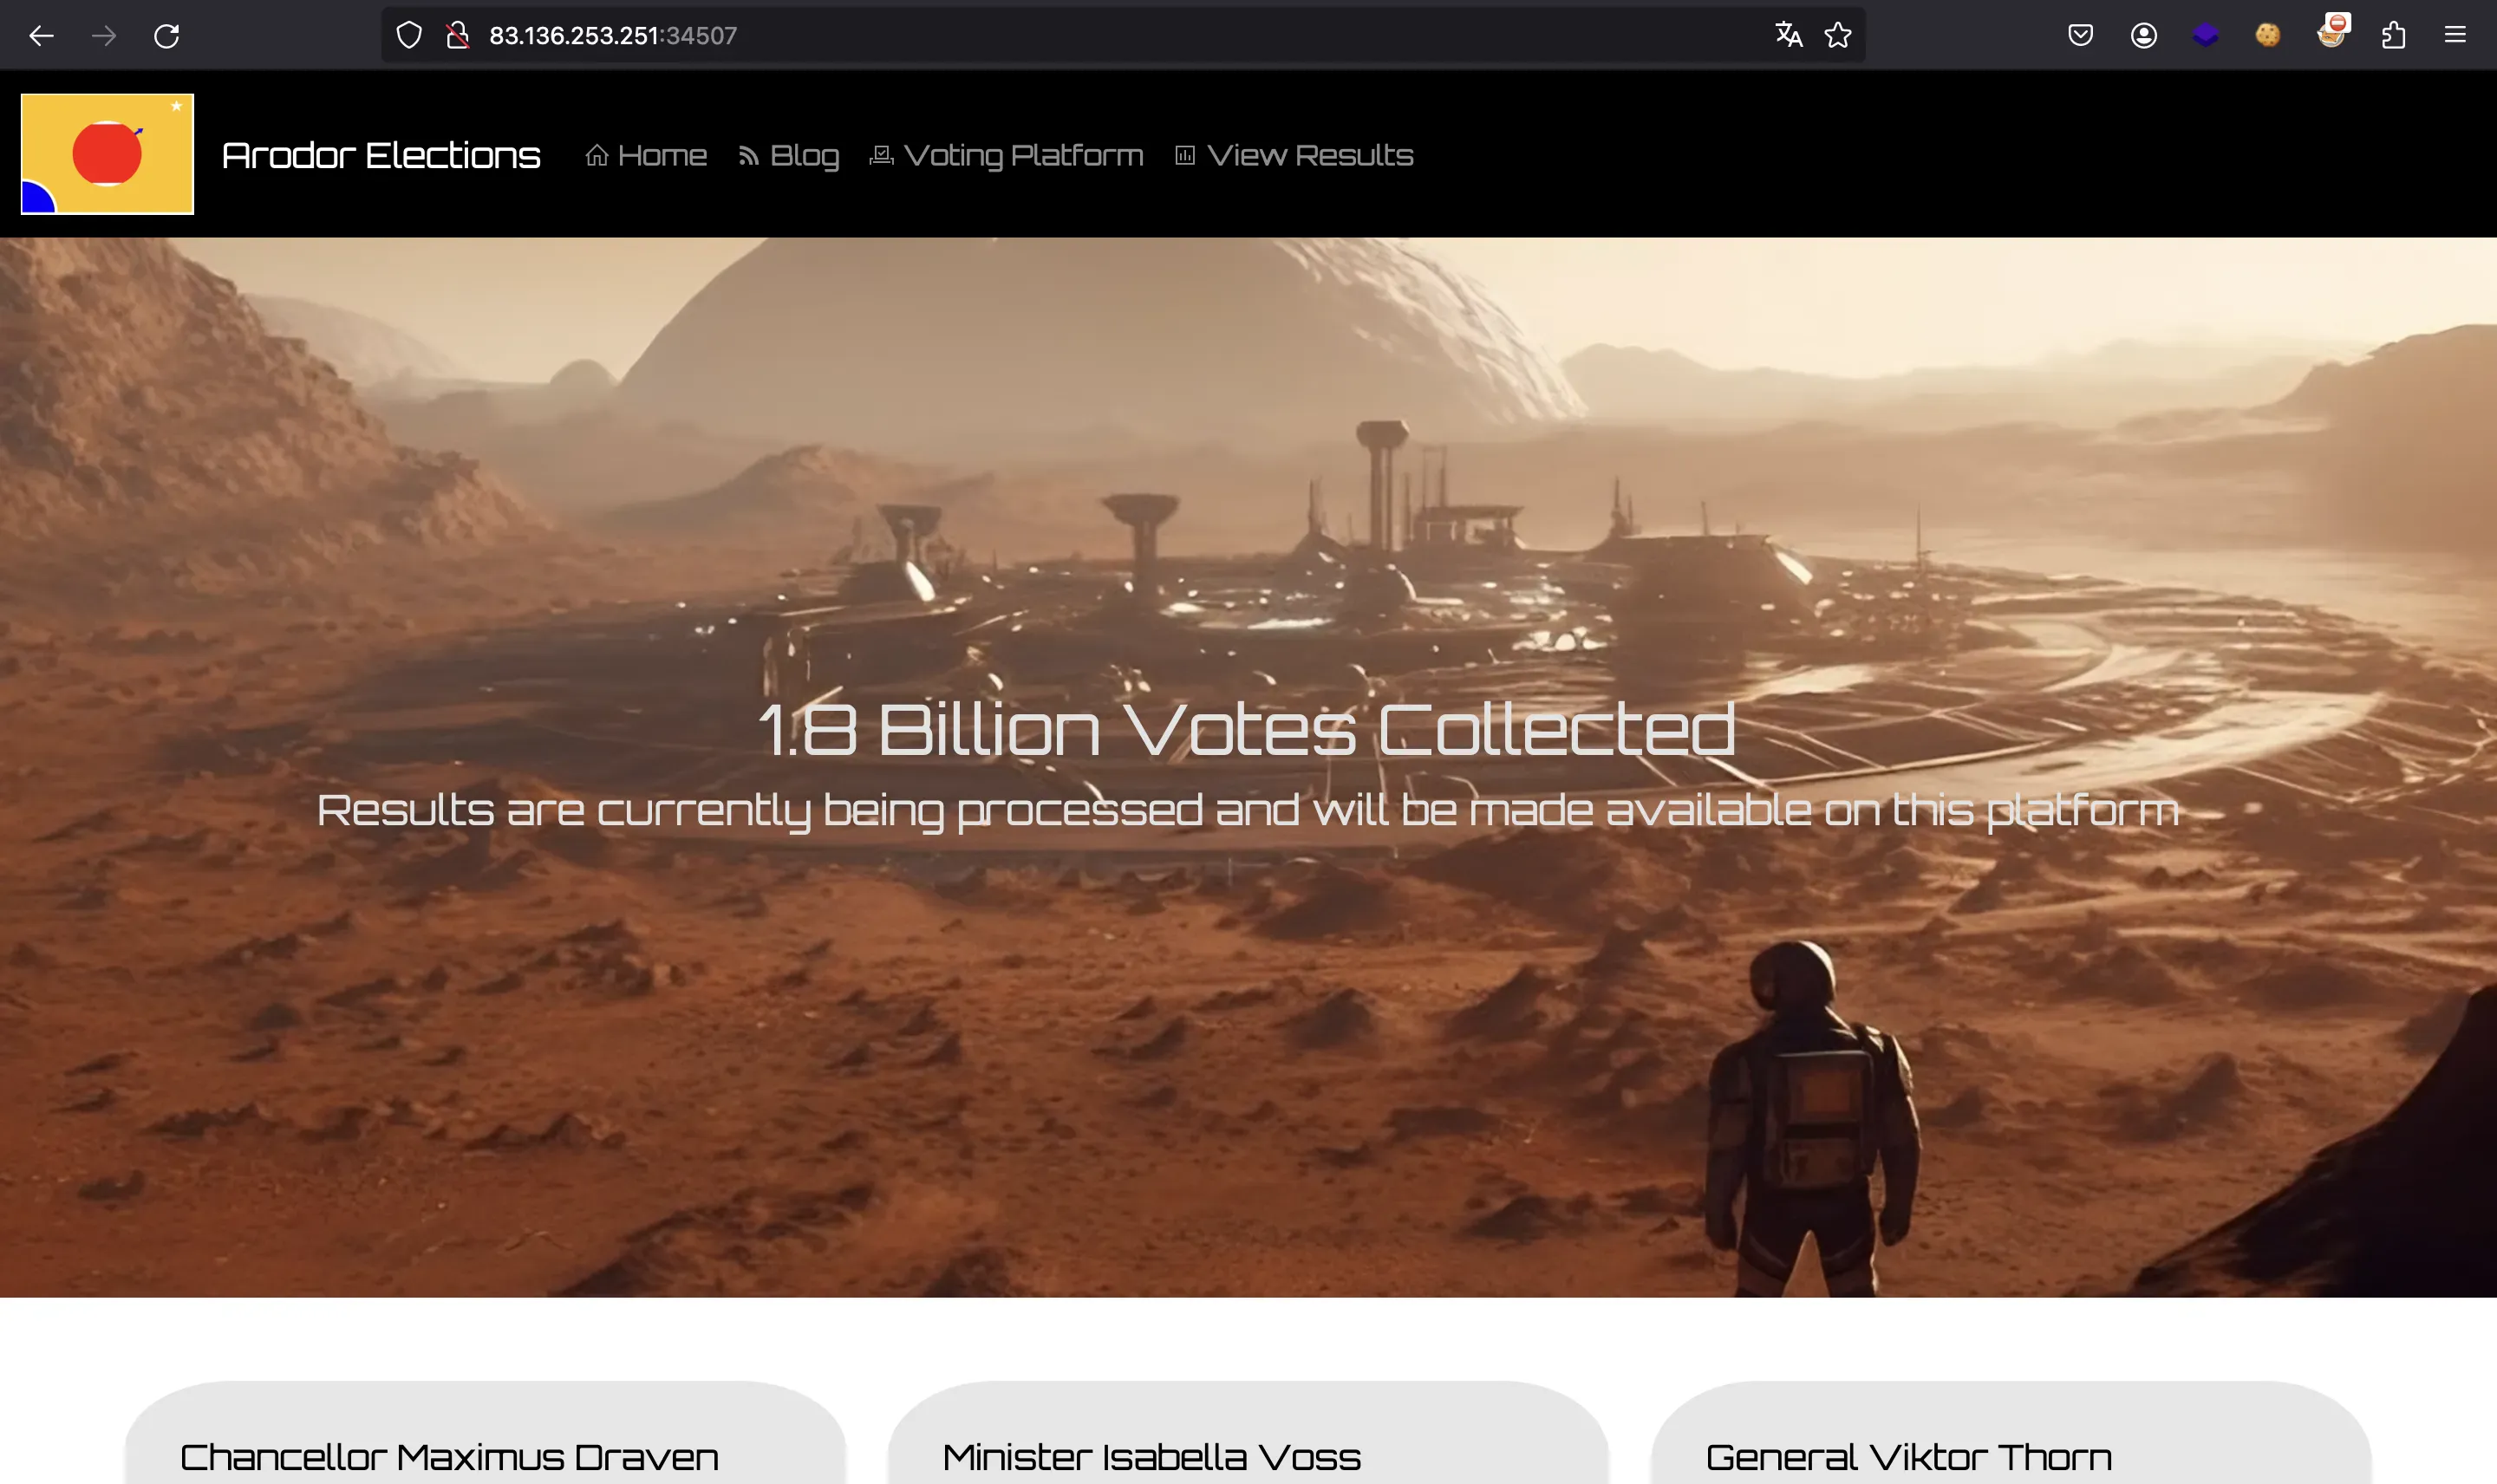 83.136.253.251:34507
Arodor Elections Home Blog Voting Platform View Results
1.8 Billion Votes Collected
Results are currently being processed and will be made available on this platform
Chancellor Maximus Draven
Minister Isabella Voss
General Viktor Thorn